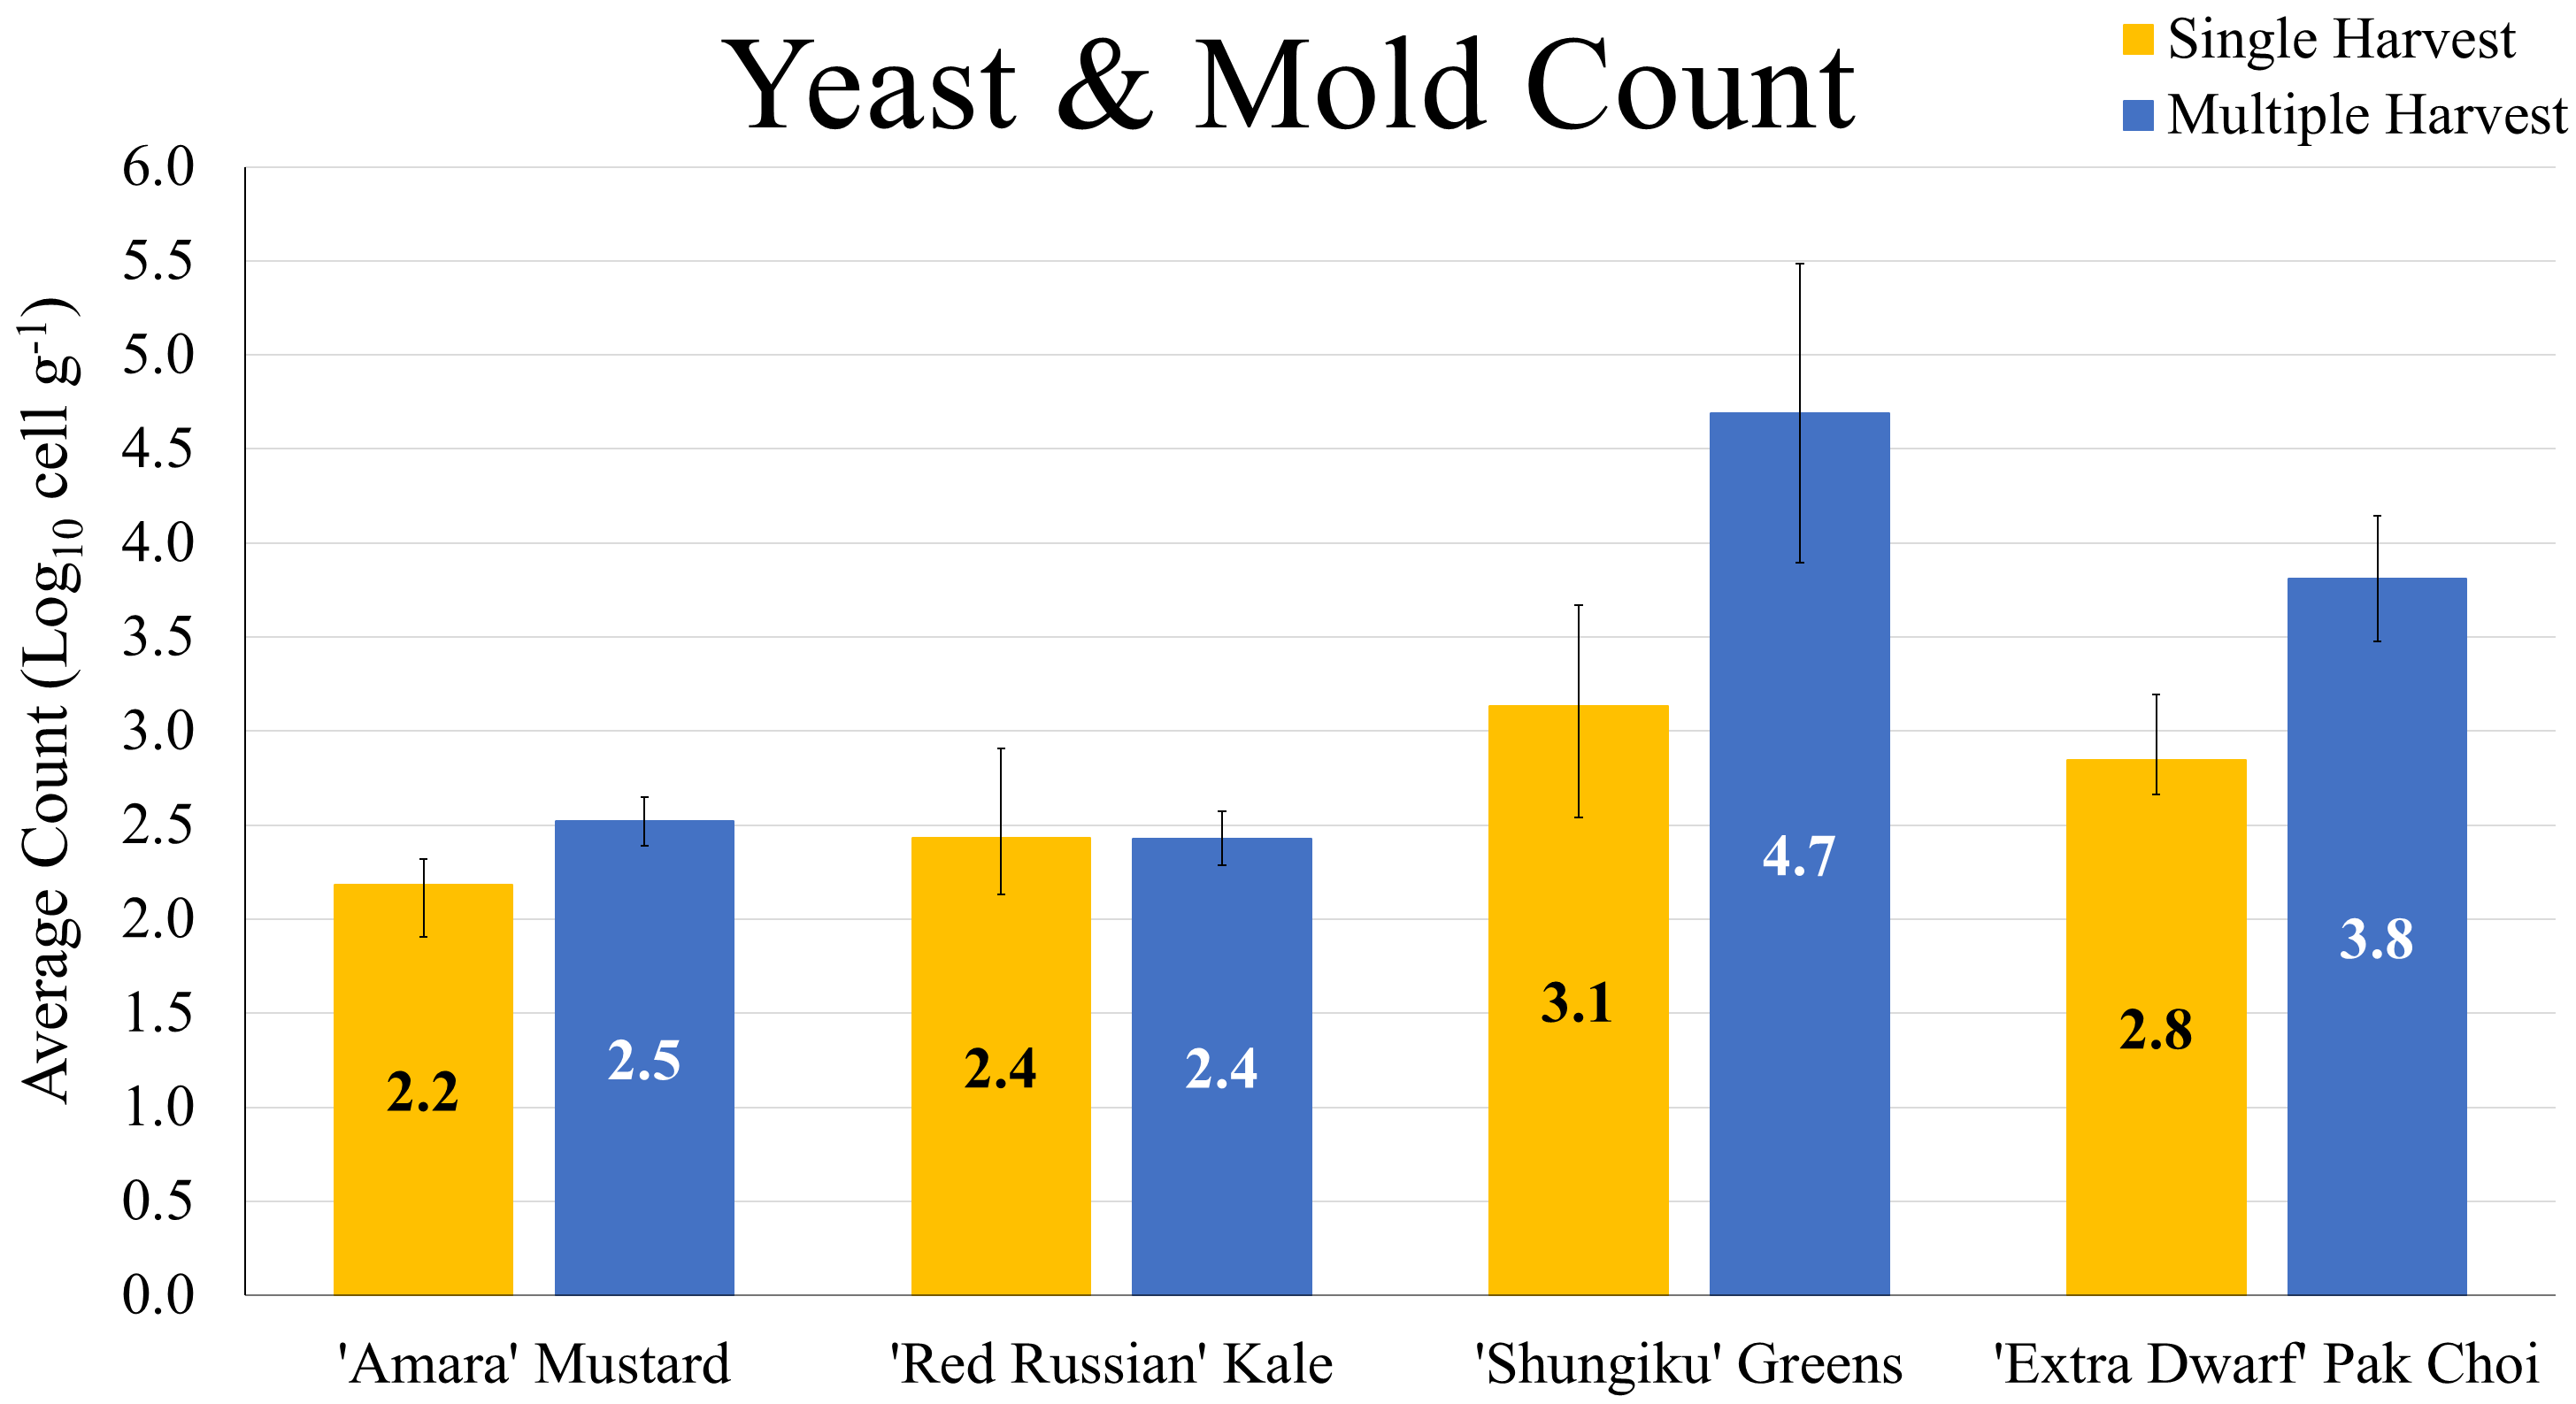 Yeast & Mold Count
Single Harvest
Multiple Harvest
Average Count (Log₁₀ cell g⁻¹)
6.0
5.5
5.0
4.5
4.0
3.5
3.0
2.5
2.0
1.5
1.0
0.5
0.0
2.2
2.5
2.4
2.4
3.1
4.7
2.8
3.8
'Amara' Mustard
'Red Russian' Kale
'Shungiku' Greens
'Extra Dwarf' Pak Choi